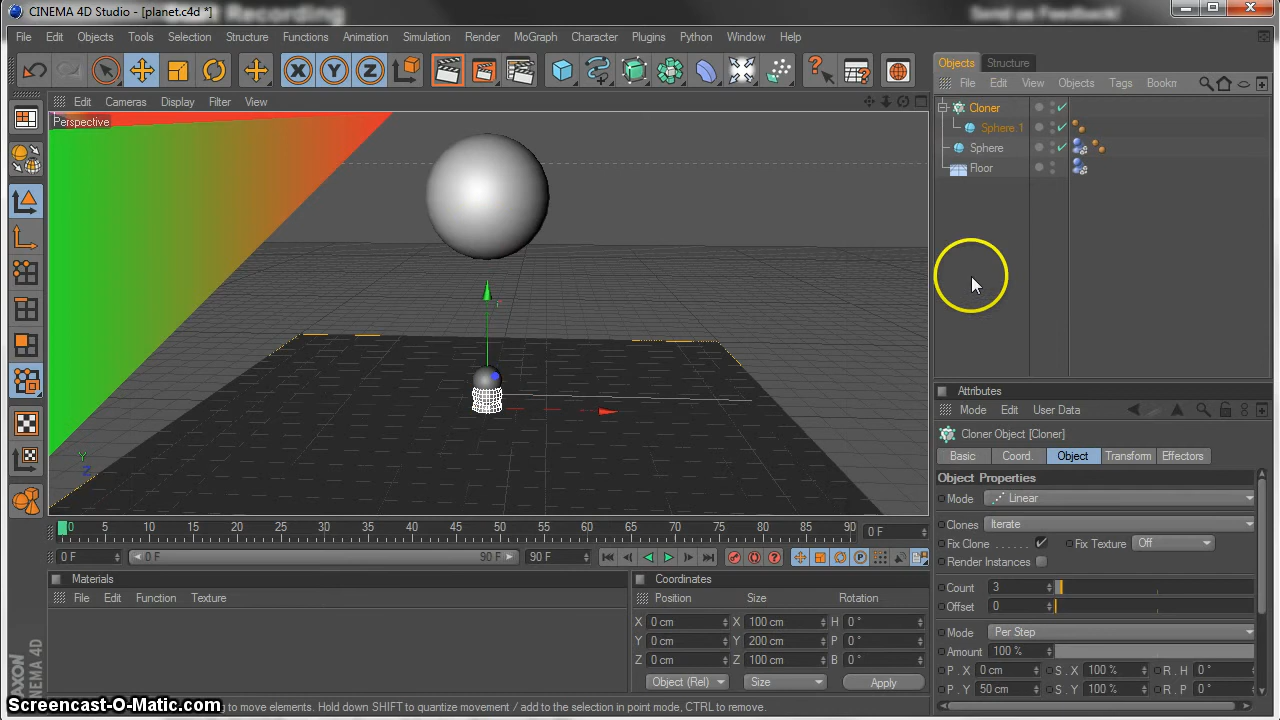 CINEMA 4D Studio - [planet.c4d *]
Recording
Send us Feedback!
File Edit Objects Tools Selection Structure Functions Animation Simulation Render MoGraph Character Plugins Python Window Help
X Y Z
Objects Structure
File Edit View Objects Tags Bookr
Edit Cameras Display Filter View
Perspective
Cloner
Sphere.1
Sphere
Floor
Y
Z
Attributes
Mode Edit User Data
Cloner Object [Cloner]
Basic Coord. Object Transform Effectors
Object Properties
Mode Linear
Clones Iterate
Fix Clone Fix Texture Off
Render Instances
Count 3
Offset 0
Mode Per Step
Amount 100 %
P . X 0 cm S . X 100 % R . H 0 °
P . Y 50 cm S . Y 100 % R . P 0 °
0 5 10 15 20 25 30 35 40 45 50 55 60 65 70 75 80 85 90 0 F
0 F 0 F 90 F 90 F
Materials
File Edit Function Texture
Coordinates
Position Size Rotation
X 0 cm X 100 cm H 0 °
Y 0 cm Y 200 cm P 0 °
Z 0 cm Z 100 cm B 0 °
Object (Rel) Size Apply
CINEMA 4D
Screencast-O-Matic.com
g to move elements. Hold down SHIFT to quantize movement / add to the selection in point mode, CTRL to remove.